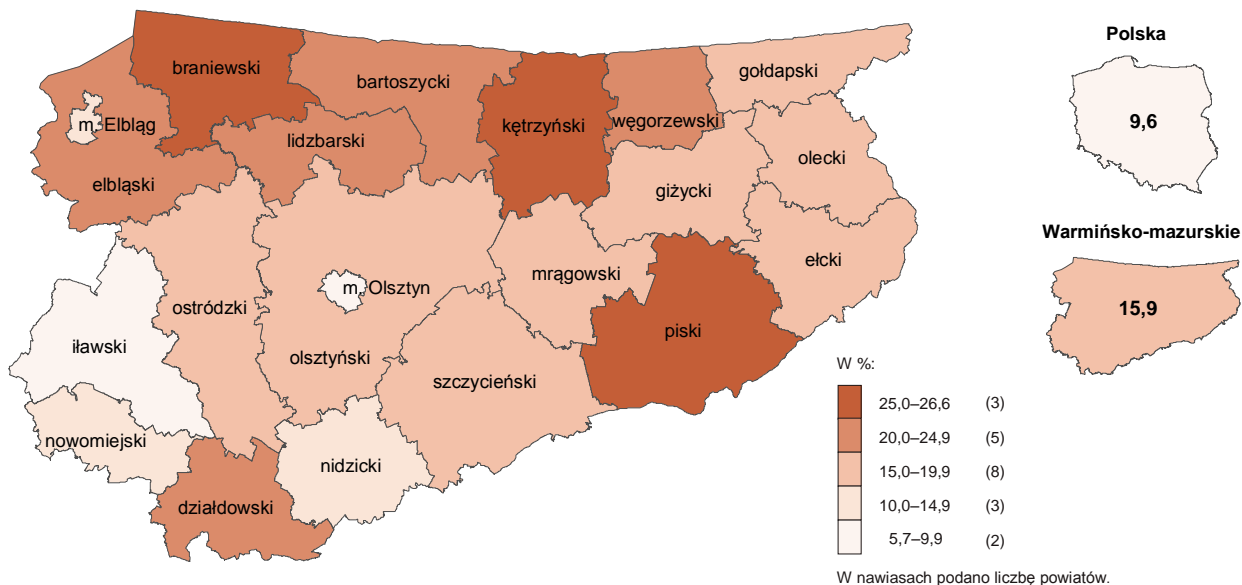 Polska
9,6
Warmińsko-mazurskie
15,9
braniewski
bartoszycki
gołdapski
m. Elbląg
kętrzyński
węgorzewski
lidzbarski
olecki
elbląski
giżycki
ełcki
mrągowski
m. Olsztyn
ostródzki
piski
iławski
olsztyński
szczycieński
nowomiejski
nidzicki
działdowski
W %:
25,0–26,6 (3)
20,0–24,9 (5)
15,0–19,9 (8)
10,0–14,9 (3)
5,7–9,9 (2)
W nawiasach podano liczbę powiatów.